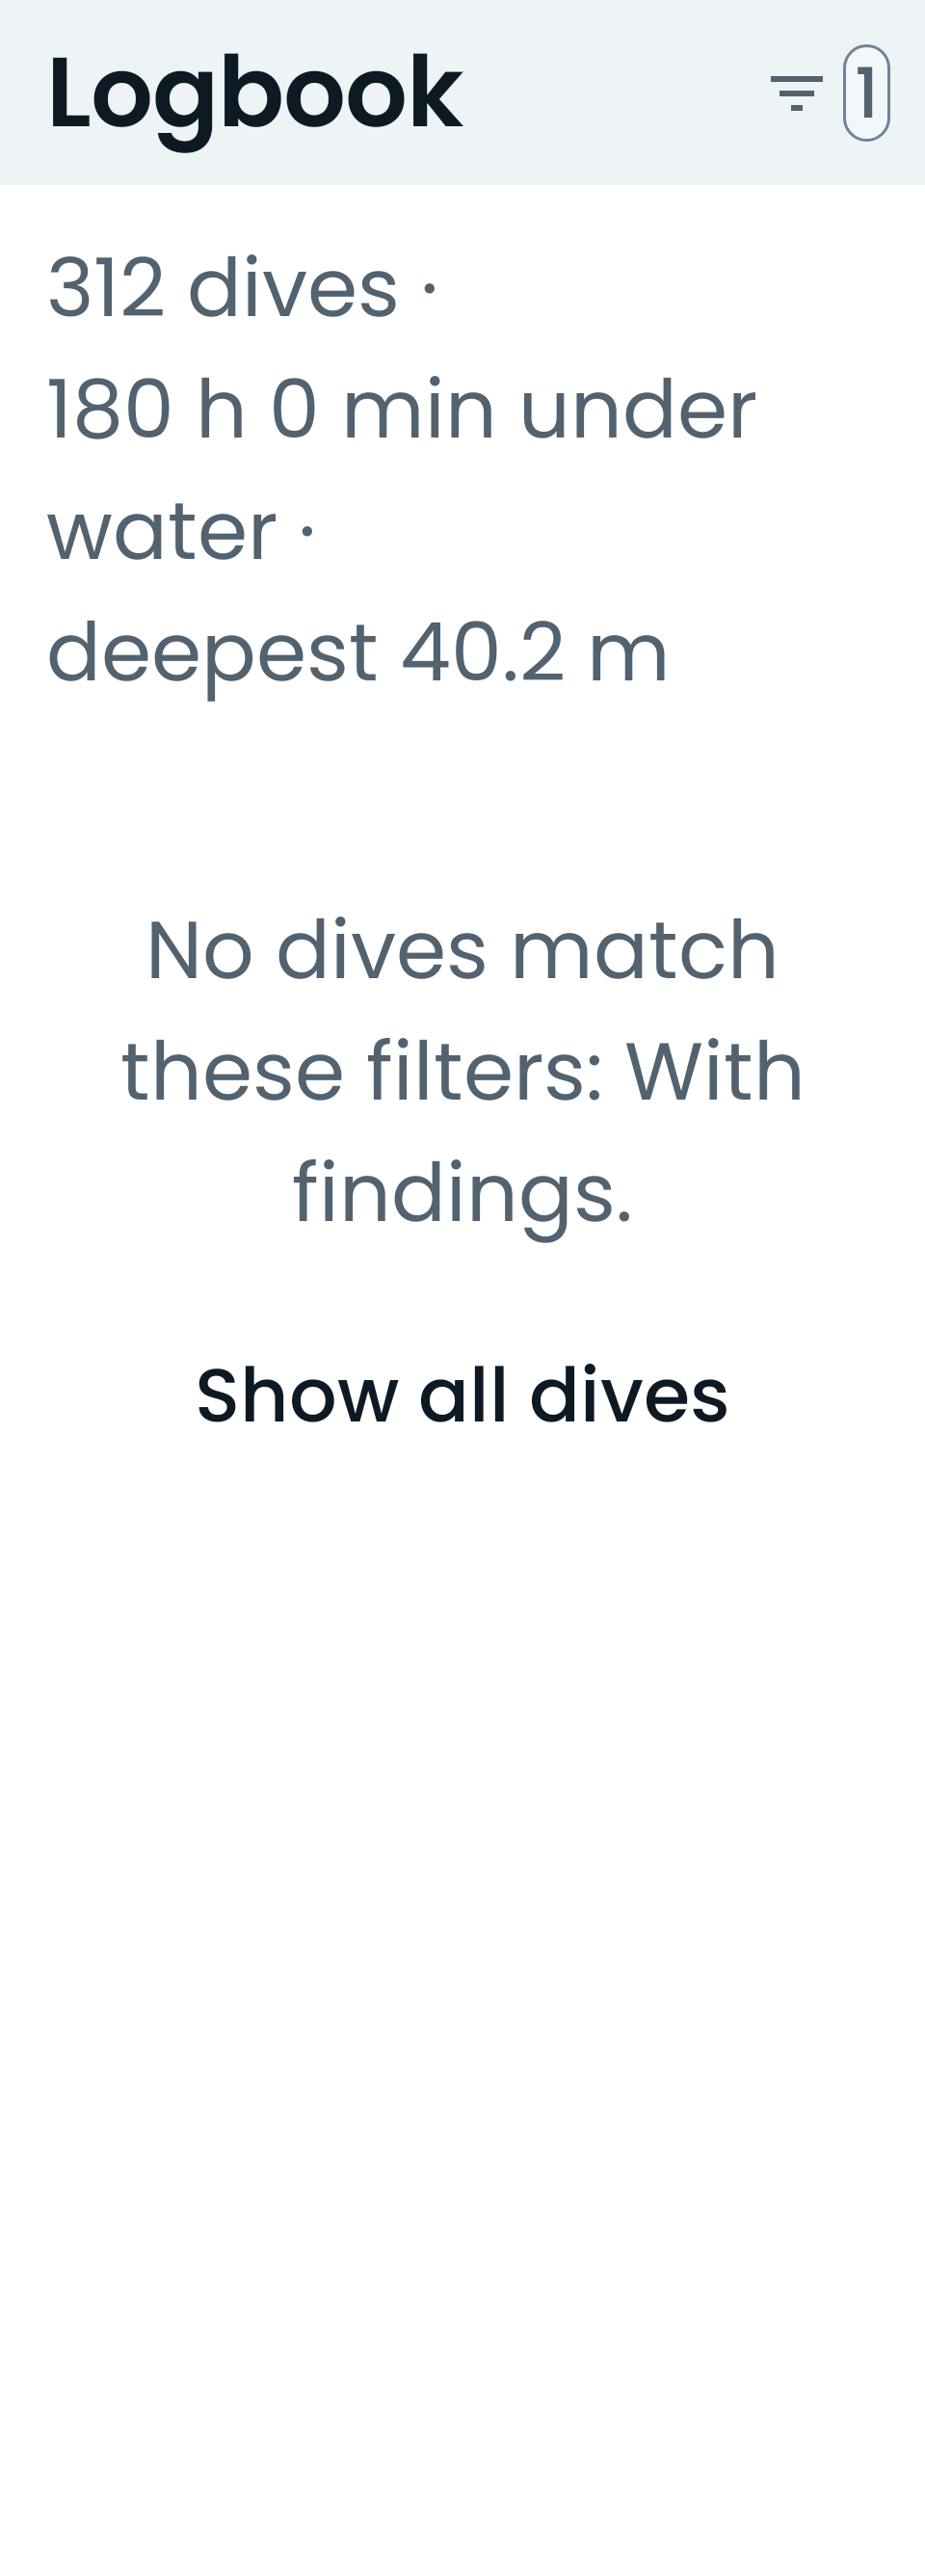 Logbook
1
312 dives ·
180 h 0 min under
water ·
deepest 40.2 m
No dives match
these filters: With
findings.
Show all dives